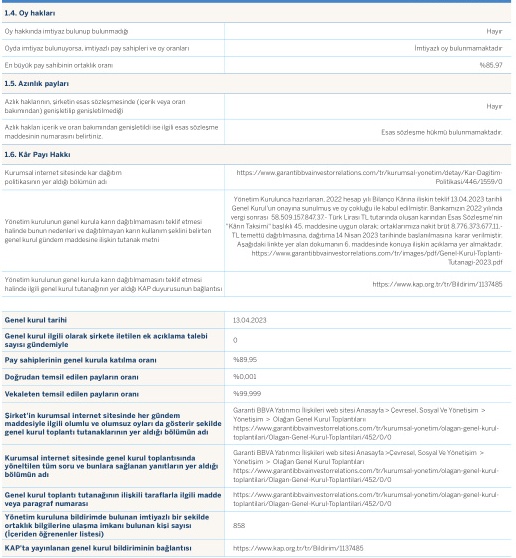 1.4. Oy hakları
Oy hakkında imtiyaz bulunup bulunmadığı
Hayır
Oyda imtiyaz bulunuyorsa, imtiyazlı pay sahipleri ve oy oranları
İmtiyazlı oy bulunmamaktadır
En büyük pay sahibinin ortaklık oranı
%85.97
1.5. Azınlık payları
Azlık haklarının, şirketin esas sözleşmesinde (içerik veya oran
bakımından) genişletilip genişletilmediği
Hayır
Azlık hakları içerik ve oran bakımından genişletildi ise ilgili esas sözleşme
maddesinin numarasını belirtiniz.
Esas sözleşme hükmü bulunmamaktadır.
1.6. Kâr Payı Hakkı
Kurumsal internet sitesinde kar dağıtım
politikasının yer aldığı bölümün adı
https://www.garantibbvainvestorrelations.com/tr/kurumsal-yonetim/detay/Kar-Dagitim-
Politikasi/446/1559/0
Yönetim kurulunun genel kurula karın dağıtılmamasını teklif etmesi
halinde bunun nedenleri ve dağıtılmayan karın kullanım şeklini belirten
genel kurul gündem maddesine ilişkin tutanak metni
Yönetim Kurulunca hazırlanan, 2022 hesap yılı Bilanço Kârına ilişkin teklif 13.04.2023 tarihli
Genel Kurul'un onayına sunulmuş ve oy çokluğu ile kabul edilmiştir. Bankamızın 2022 yılında
vergi sonrası 58.509.157.847,37.- Türk Lirası TL tutarında oluşan karından Esas Sözleşme'nin
"Kârın Taksimi" başlıklı 45. maddesine uygun olarak; ortaklarımıza nakit brüt 8,776,373,677.11,-
TL temettü dağıtılmasına, dağıtıma 14 Nisan 2023 tarihinde başlanılmasına karar verilmiştir.
Aşağıdaki linkte yer alan dokumanın 6. maddesinde konuya ilişkin açıklama yer almaktadır.
https://www.garantibbvainvestorrelations.com/tr/images/pdf/Genel-Kurul-Toplanti-
Tutanagi-2023.pdf
Yönetim kurulunun genel kurula karın dağıtılmamasını teklif etmesi
halinde ilgili genel kurul tutanağının yer aldığı KAP duyurusunun bağlantısı
https://www.kap.org.tr/tr/Bildirim/1137485
Genel kurul tarihi
13.04.2023
Genel kurul ilgili olarak şirkete iletilen ek açıklama talebi
sayısı gündemiyle
0
Pay sahiplerinin genel kurula katılma oranı
%89,95
Doğrudan temsil edilen payların oranı
%0,001
Vekaleten temsil edilen payların oranı
%99,999
Şirket'in kurumsal internet sitesinde her gündem
maddesiyle ilgili olumlu ve olumsuz oyları da gösterir şekilde
genel kurul toplantı tutanaklarının yer aldığı bölümün adı
Garanti BBVA Yatırımcı İlişkileri web sitesi Anasayfa > Çevresel, Sosyal Ve Yönetişim >
Yönetişim > Olağan Genel Kurul Toplantıları
https://www.garantibbvainvestorrelations.com/tr/kurumsal-yonetim/olagan-genel-kurul-
toplantilari/Olagan-Genel-Kurul-Toplantilari/452/0/0
Kurumsal internet sitesinde genel kurul toplantısında
yöneltilen tüm soru ve bunlara sağlanan yanıtların yer aldığı
bölümün adı
Garanti BBVA Yatırımcı İlişkileri web sitesi Anasayfa >Çevresel, Sosyal Ve Yönetişim >
Yönetişim > Olağan Genel Kurul Toplantıları
https://www.garantibbvainvestorrelations.com/tr/kurumsal-yonetim/olagan-genel-kurul-
toplantilari/Olagan-Genel-Kurul-Toplantilari/452/0/0
Genel kurul toplantı tutanağının ilişkili taraflarla ilgili madde
veya paragraf numarası
https://www.garantibbvainvestorrelations.com/tr/kurumsal-yonetim/olagan-genel-kurul-
toplantilari/Olagan-Genel-Kurul-Toplantilari/452/0/0
Yönetim kuruluna bildirimde bulunan imtiyazlı bir şekilde
ortaklık bilgilerine ulaşma imkanı bulunan kişi sayısı
(İçeriden öğrenenler listesi)
858
KAP'ta yayınlanan genel kurul bildiriminin bağlantısı
https://www.kap.org.tr/tr/Bildirim/1137485